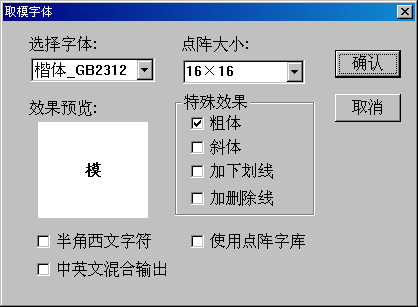 取模字体
选择字体:
点阵大小:
楷体_GB2312
16×16
确认
效果预览:
特殊效果
取消
模
粗体
斜体
加下划线
加删除线
半角西文字符
使用点阵字库
中英文混合输出